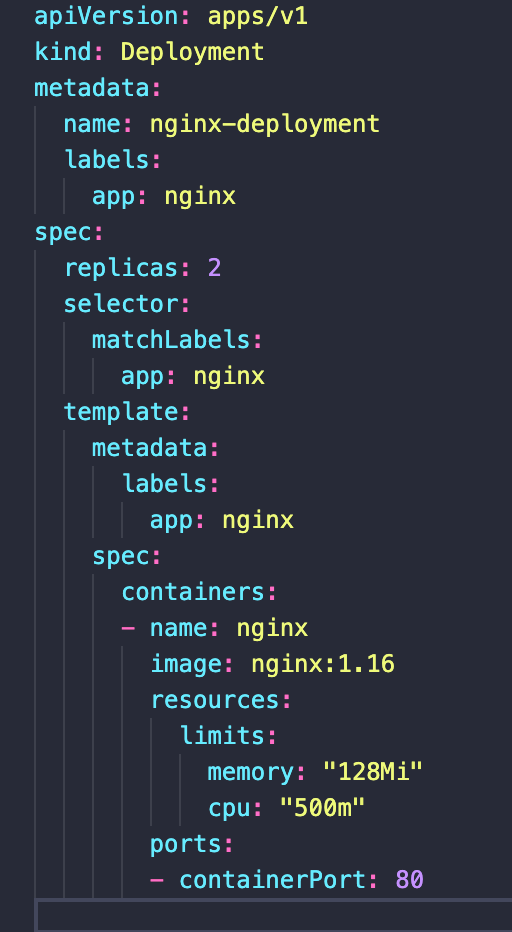 apiVersion: apps/v1
kind: Deployment
metadata:
  name: nginx-deployment
  labels:
    app: nginx
spec:
  replicas: 2
  selector:
    matchLabels:
      app: nginx
  template:
    metadata:
      labels:
        app: nginx
    spec:
      containers:
      - name: nginx
        image: nginx:1.16
        resources:
          limits:
            memory: "128Mi"
            cpu: "500m"
        ports:
        - containerPort: 80